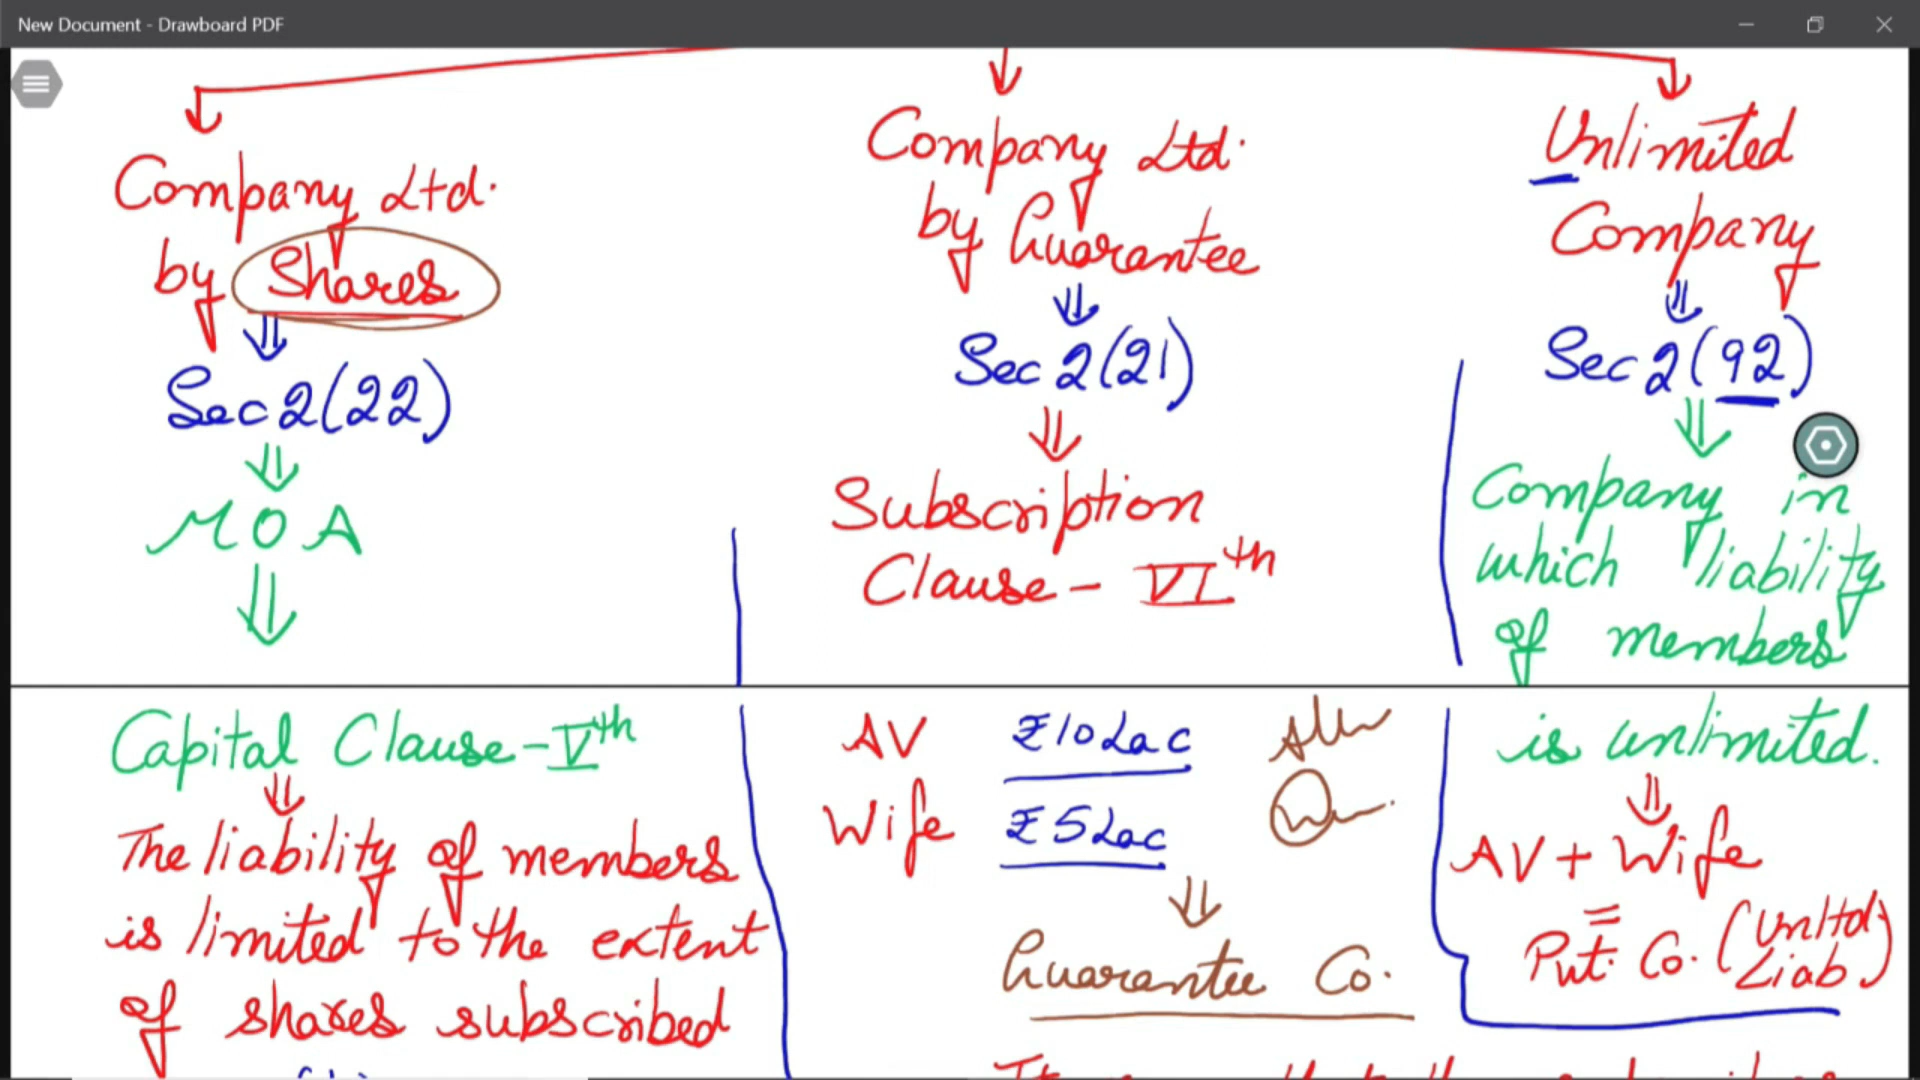 New Document - Drawboard PDF
Company Ltd.
by Shares
Sec 2(22)
MOA
Capital Clause - Vth
The liability of members
is limited to the extent
of shares subscribed
Company Ltd.
by Guarantee
Sec 2(21)
Subscription
Clause - VIth
AV ₹10 Lac
Wife ₹5 Lac
Guarantee Co.
Unlimited
Company
Sec 2(92)
Company in
which liability
of members
is unlimited.
AV + Wife
=
Pvt. Co. (Unltd
Liab)